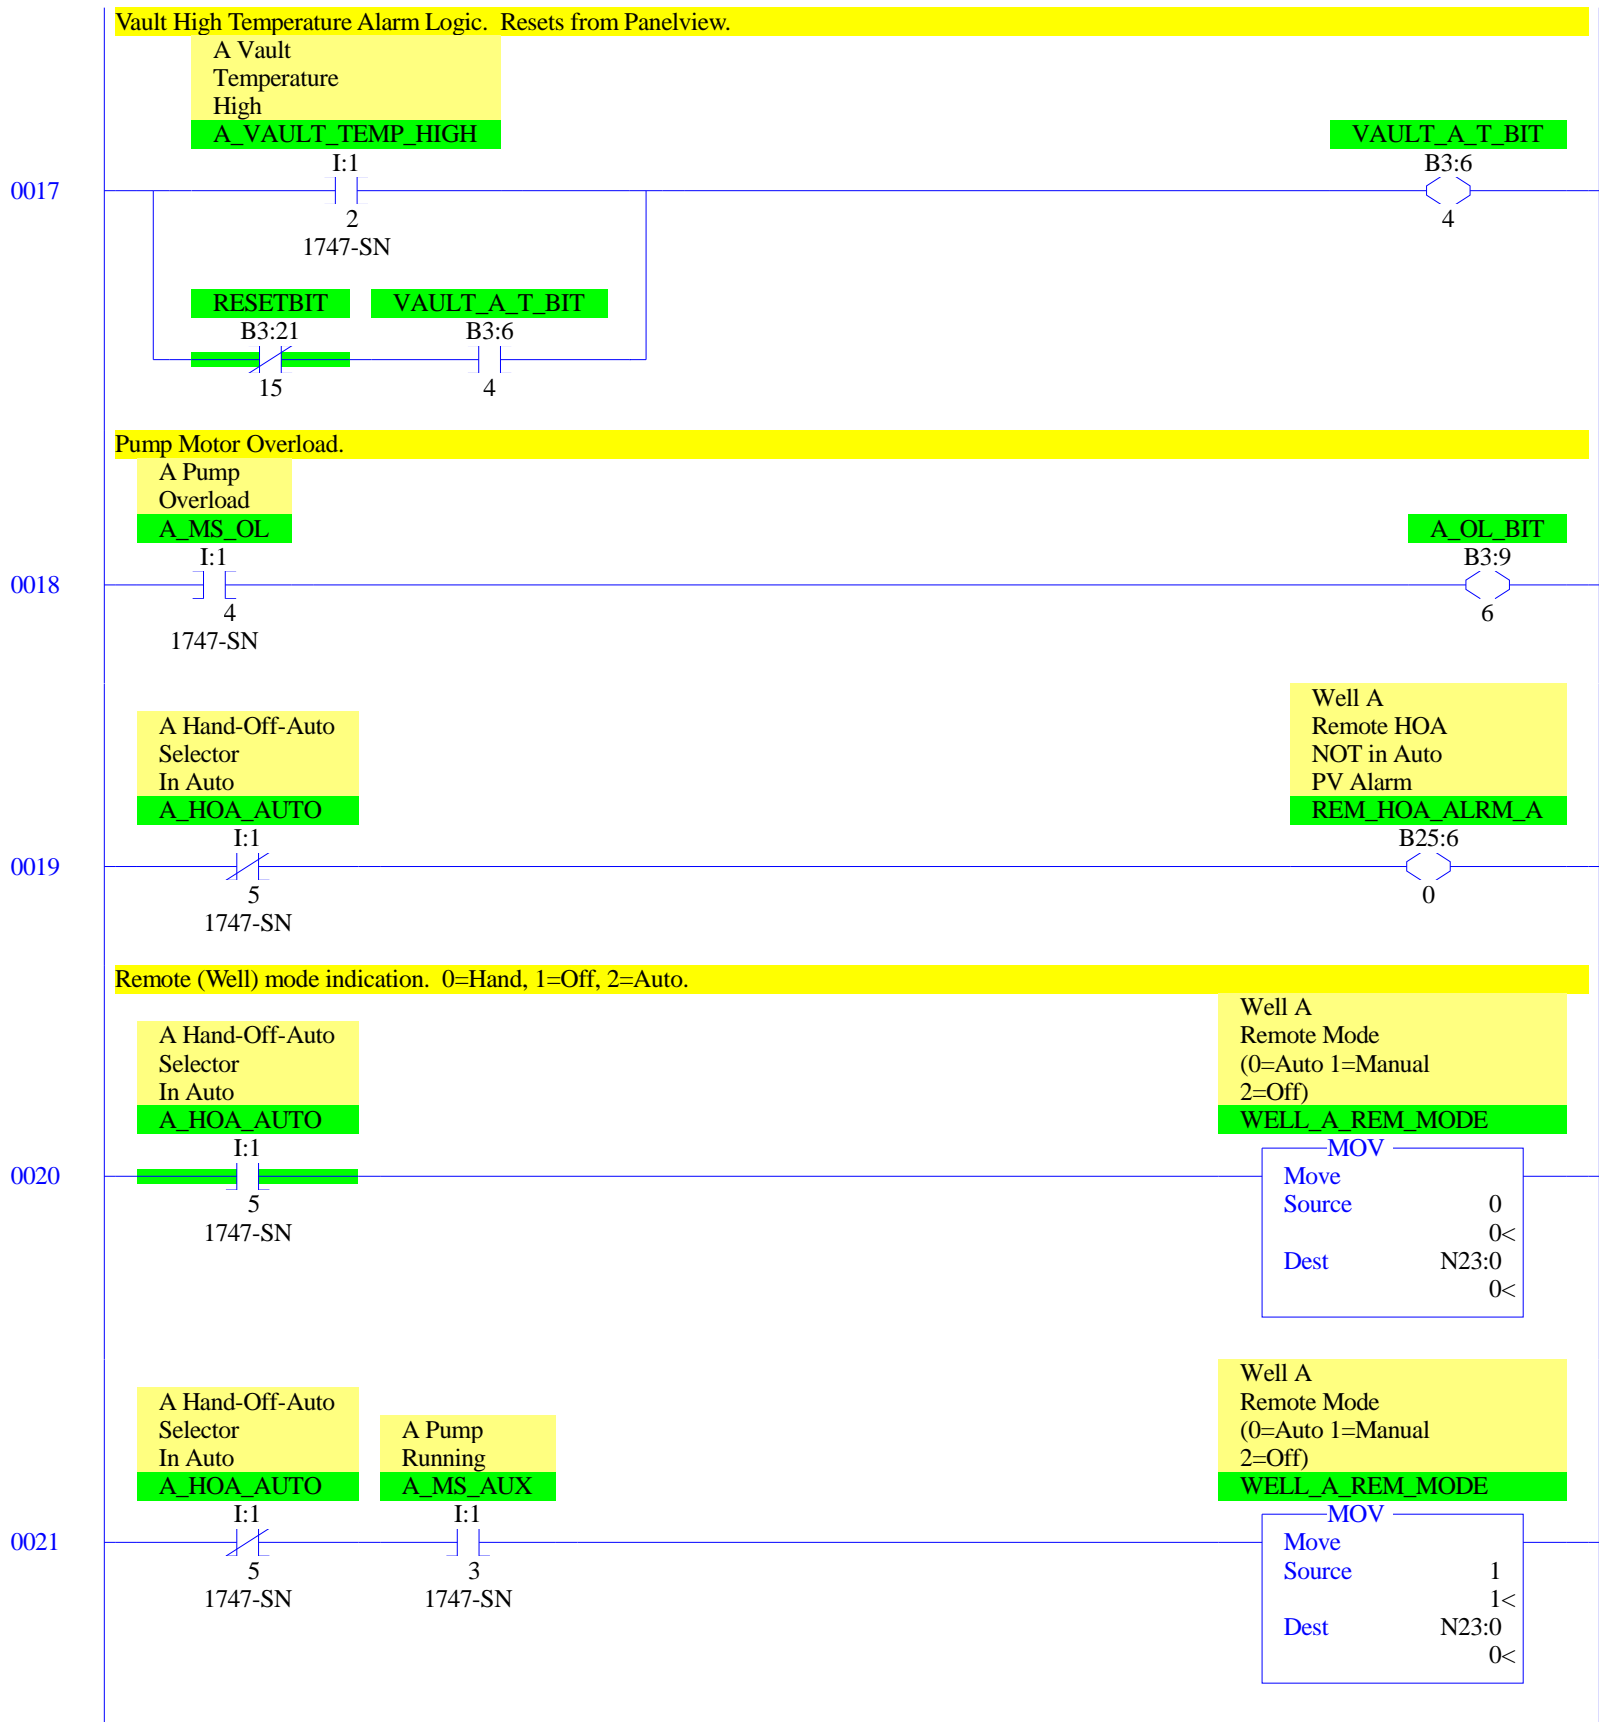 Vault High Temperature Alarm Logic.  Resets from Panelview.
A Vault
Temperature
High
A_VAULT_TEMP_HIGH
I:1
2
1747-SN
VAULT_A_T_BIT
B3:6
4
0017
RESETBIT
B3:21
15
VAULT_A_T_BIT
B3:6
4
Pump Motor Overload.
A Pump
Overload
A_MS_OL
I:1
4
1747-SN
A_OL_BIT
B3:9
6
0018
A Hand-Off-Auto
Selector
In Auto
A_HOA_AUTO
I:1
5
1747-SN
Well A
Remote HOA
NOT in Auto
PV Alarm
REM_HOA_ALRM_A
B25:6
0
0019
Remote (Well) mode indication.  0=Hand, 1=Off, 2=Auto.
A Hand-Off-Auto
Selector
In Auto
A_HOA_AUTO
I:1
5
1747-SN
Well A
Remote Mode
(0=Auto 1=Manual
2=Off)
WELL_A_REM_MODE
MOV
Move
Source 0
0<
Dest N23:0
0<
0020
A Hand-Off-Auto
Selector
In Auto
A_HOA_AUTO
I:1
5
1747-SN
A Pump
Running
A_MS_AUX
I:1
3
1747-SN
Well A
Remote Mode
(0=Auto 1=Manual
2=Off)
WELL_A_REM_MODE
MOV
Move
Source 1
1<
Dest N23:0
0<
0021